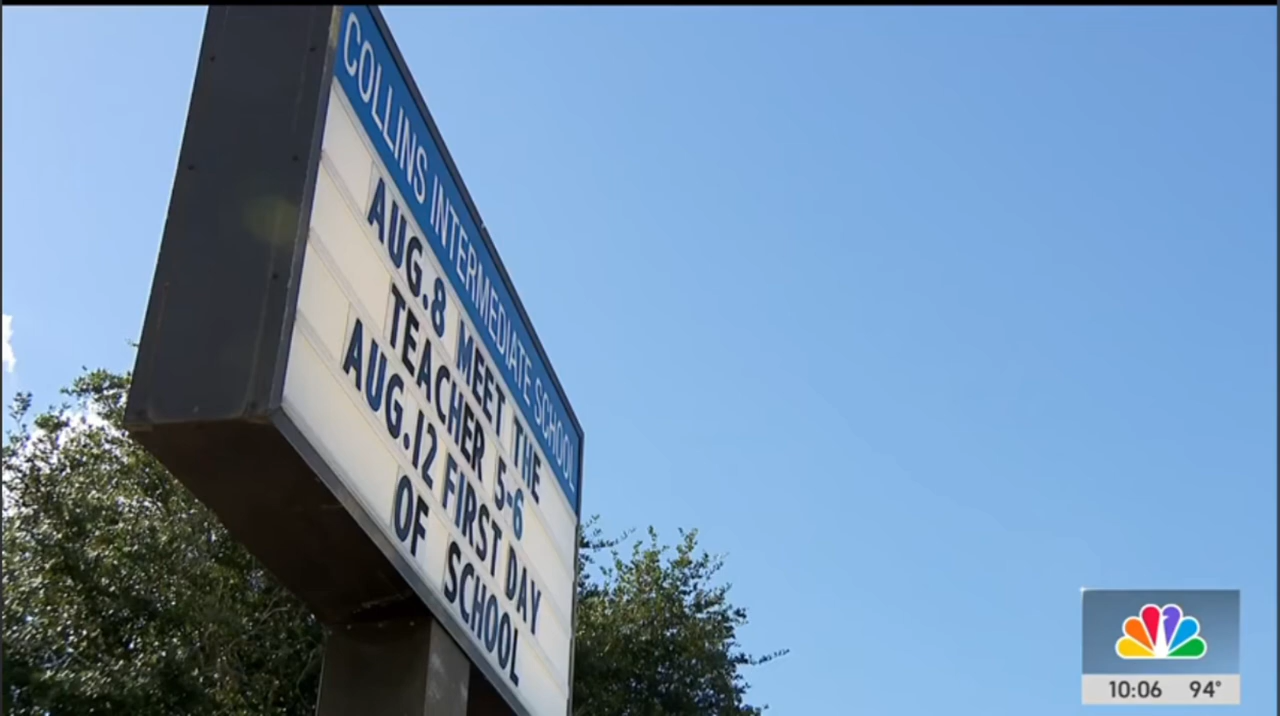 COLLINS INTERMEDIATE SCHOOL
AUG.8 MEET THE
TEACHER 5-6
AUG.12 FIRST DAY
OF SCHOOL
10:06 94°